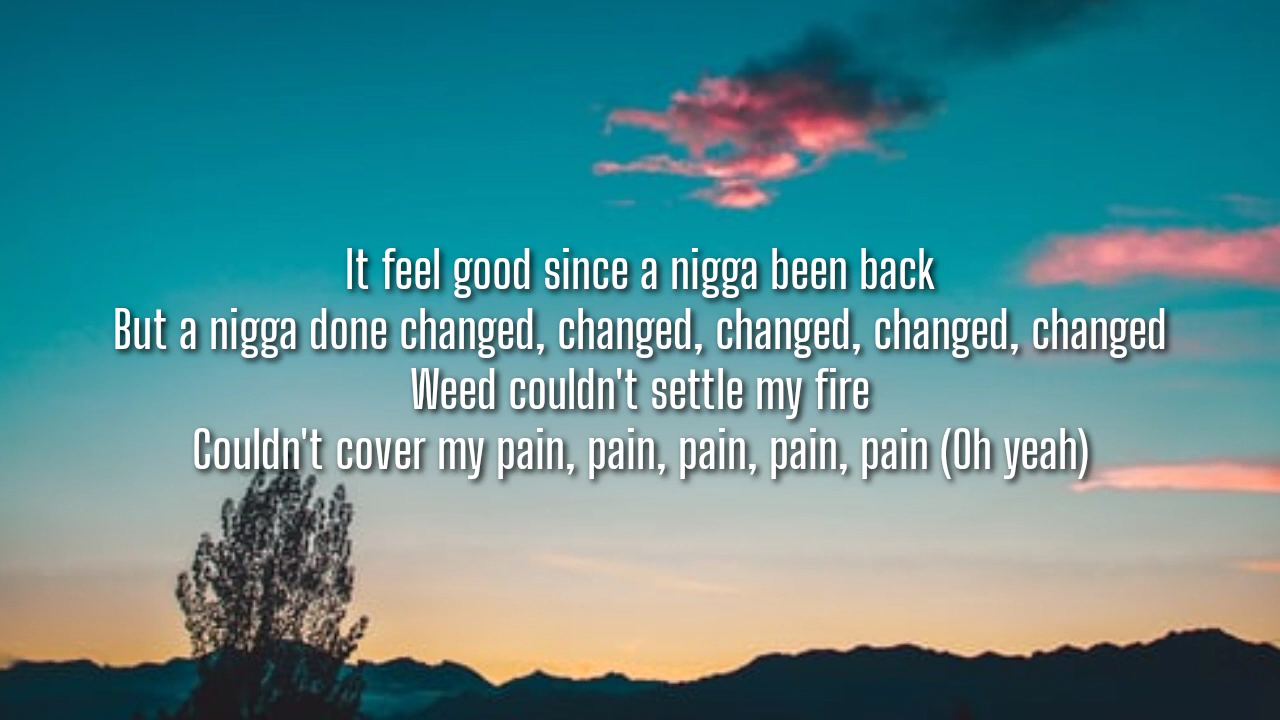 It feel good since a nigga been back
But a nigga done changed, changed, changed, changed, changed
Weed couldn't settle my fire
Couldn't cover my pain, pain, pain, pain, pain (Oh yeah)